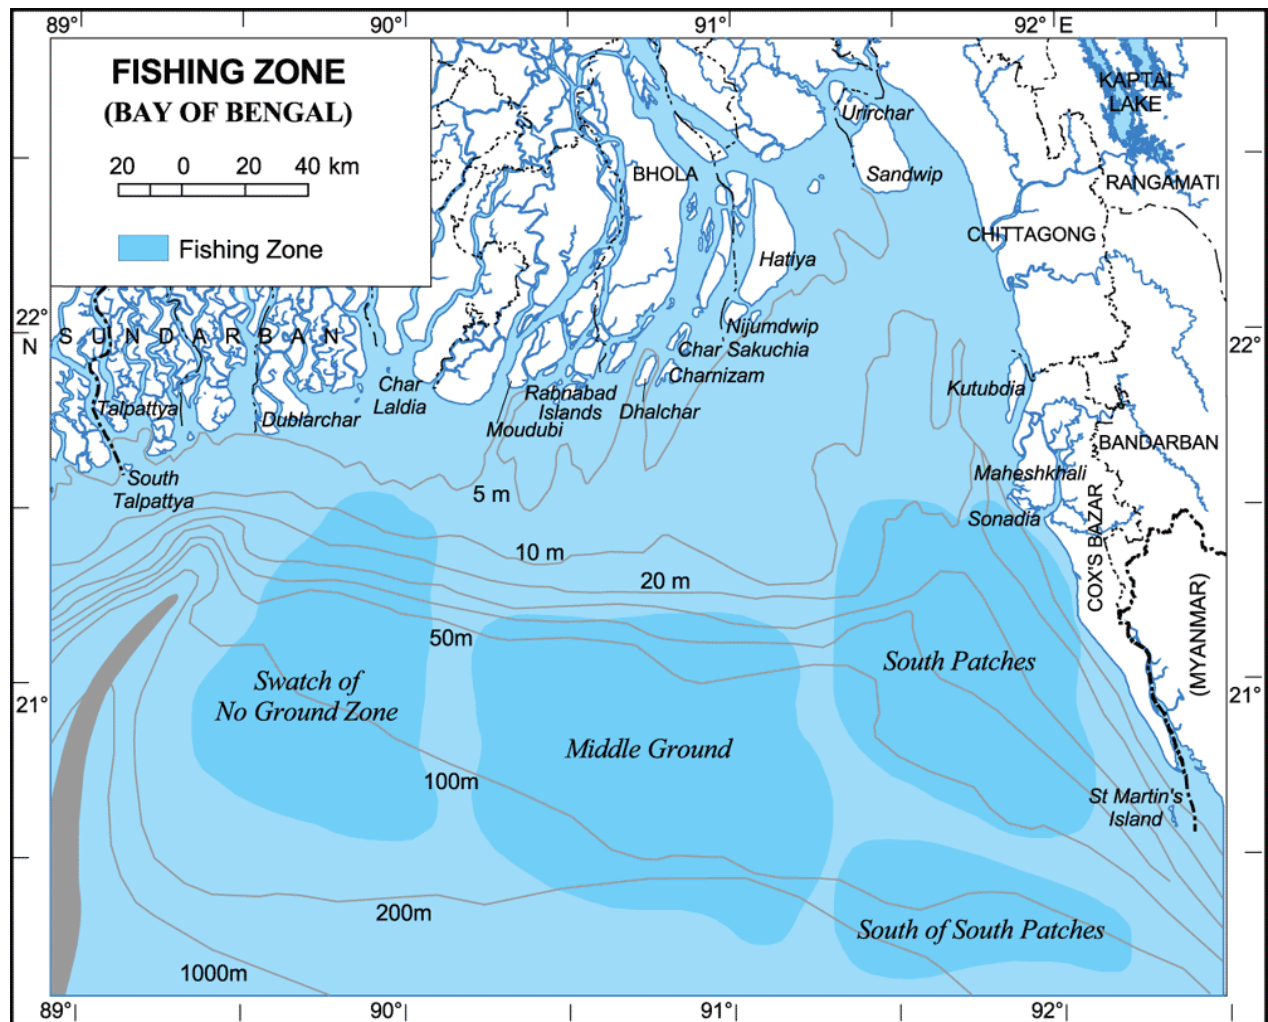 89°
90°
91°
92° E
FISHING ZONE
(BAY OF BENGAL)
20 0 20 40 km
Fishing Zone
KAPTAI
LAKE
Urirchar
BHOLA
Sandwip
RANGAMATI
CHITTAGONG
Hatiya
22°
N
SUNDARBAN
Nijumdwip
22°
Char Sakuchia
Charnizam
Char
Laldia
Rabnabad
Islands
Kutubdia
Talpattya
Dublarchar
Dhalchar
Moudubi
BANDARBAN
South
Talpattya
Maheshkhali
5 m
Sonadia
COX'S BAZAR
10 m
20 m
(MYANMAR)
50m
South Patches
Swatch of
No Ground Zone
21°
21°
Middle Ground
100m
St Martin's
Island
200m
South of South Patches
1000m
89°
90°
91°
92°